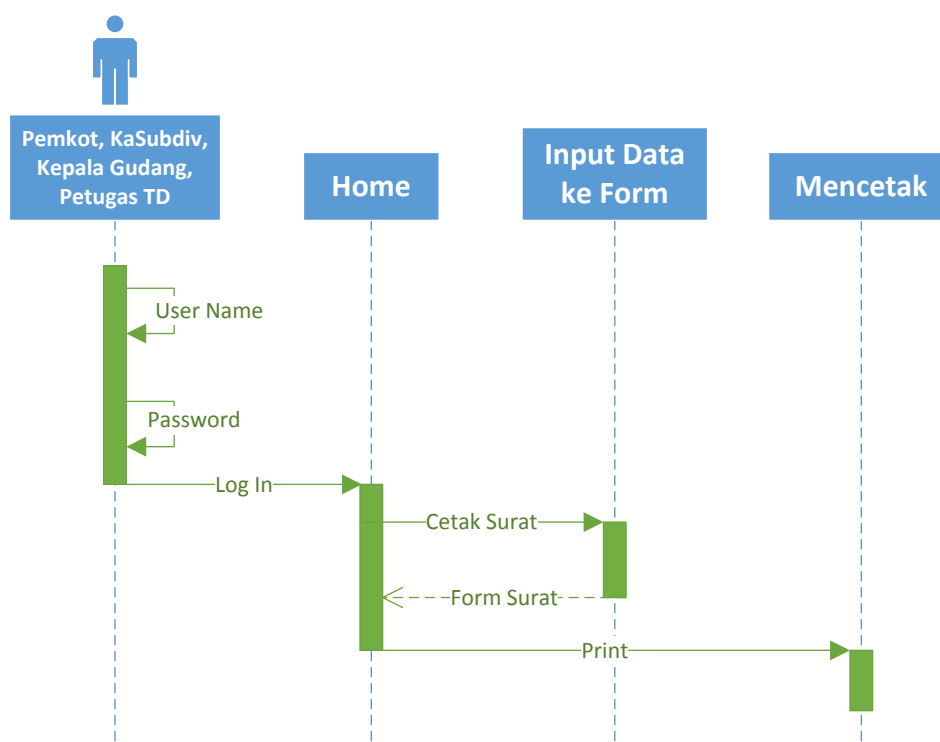 Pemkot, KaSubdiv,
Kepala Gudang,
Petugas TD
Home
Input Data
ke Form
Mencetak
User Name
Password
Log In
Cetak Surat
Form Surat
Print